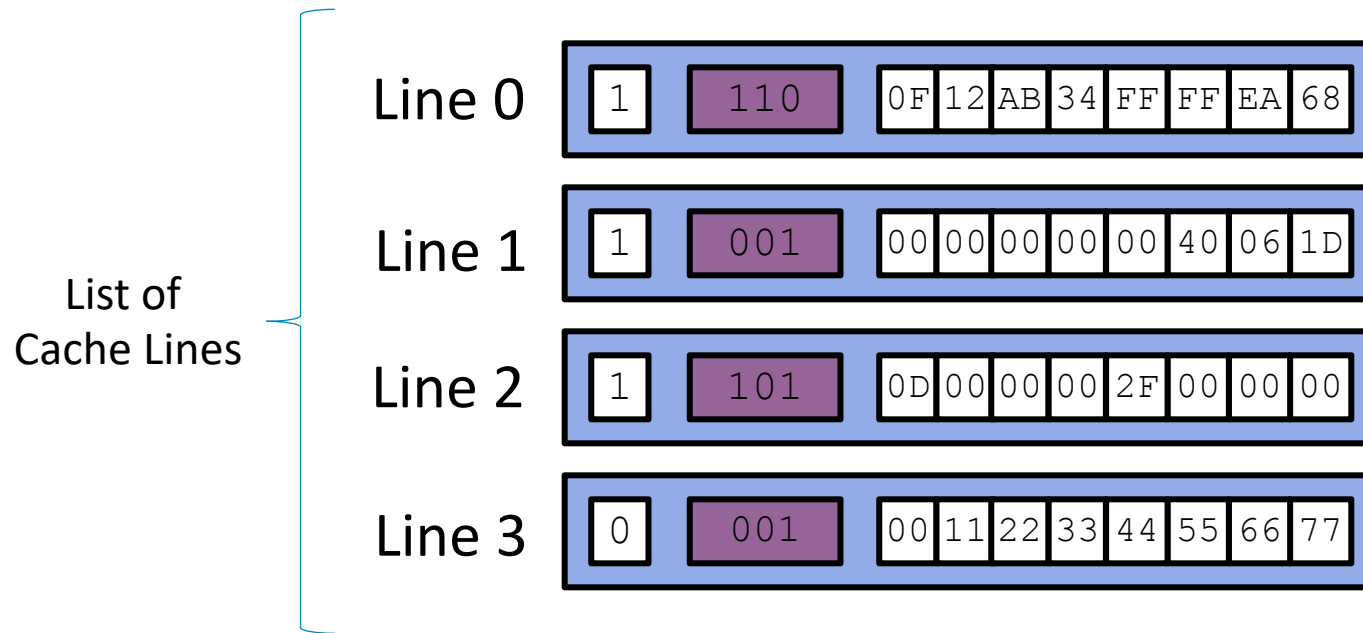 Line 0 1 110 0F 12 AB 34 FF FF EA 68
Line 1 1 001 00 00 00 00 00 40 06 1D
List of
Cache Lines
Line 2 1 101 0D 00 00 00 2F 00 00 00
Line 3 0 001 00 11 22 33 44 55 66 77